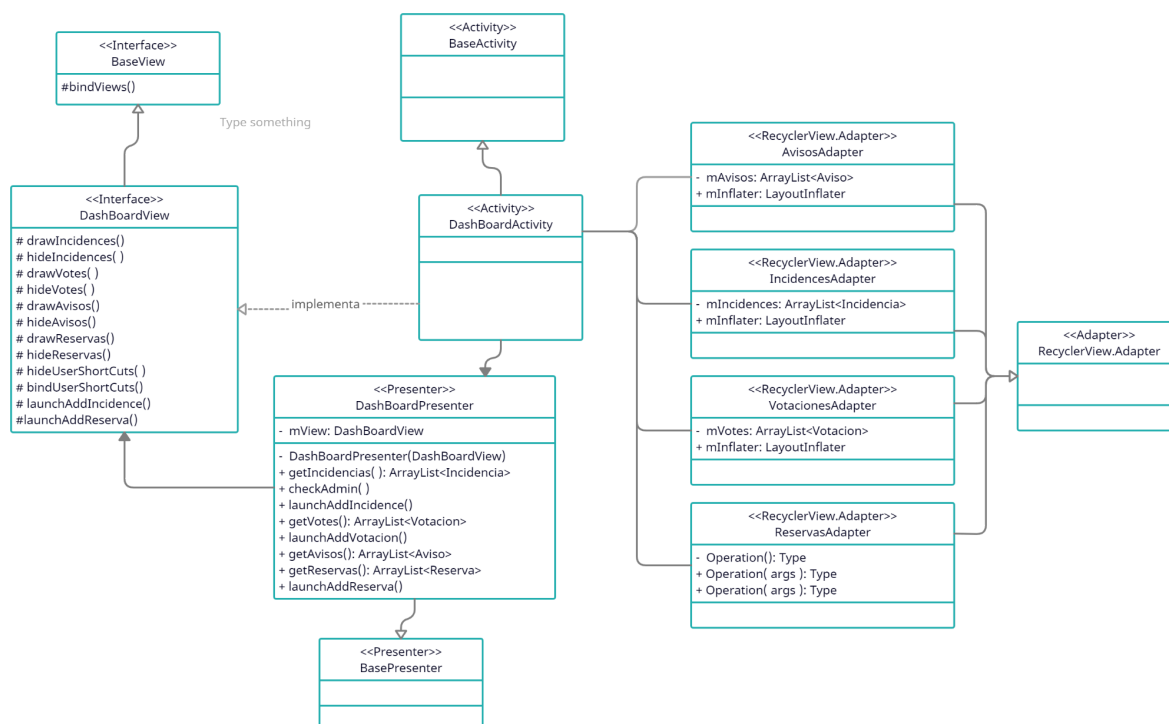 <<Interface>>
BaseView
#bindViews()
Type something
<<Activity>>
BaseActivity
<<Interface>>
DashBoardView
# drawIncidences()
# hideIncidences( )
# drawVotes( )
# hideVotes( )
# drawAvisos()
# hideAvisos()
# drawReservas()
# hideReservas()
# hideUserShortCuts( )
# bindUserShortCuts()
# launchAddIncidence()
#launchAddReserva()
implementa
<<Activity>>
DashBoardActivity
<<Presenter>>
DashBoardPresenter
- mView: DashBoardView
- DashBoardPresenter(DashBoardView)
+ getIncidencias( ): ArrayList<Incidencia>
+ checkAdmin( )
+ launchAddIncidence()
+ getVotes(): ArrayList<Votacion>
+ launchAddVotacion()
+ getAvisos(): ArrayList<Aviso>
+ getReservas(): ArrayList<Reserva>
+ launchAddReserva()
<<Presenter>>
BasePresenter
<<RecyclerView.Adapter>>
AvisosAdapter
- mAvisos: ArrayList<Aviso>
+ mInflater: LayoutInflater
<<RecyclerView.Adapter>>
IncidencesAdapter
- mIncidences: ArrayList<Incidencia>
+ mInflater: LayoutInflater
<<RecyclerView.Adapter>>
VotacionesAdapter
- mVotes: ArrayList<Votacion>
+ mInflater: LayoutInflater
<<RecyclerView.Adapter>>
ReservasAdapter
- Operation(): Type
+ Operation( args ): Type
+ Operation( args ): Type
<<Adapter>>
RecyclerView.Adapter